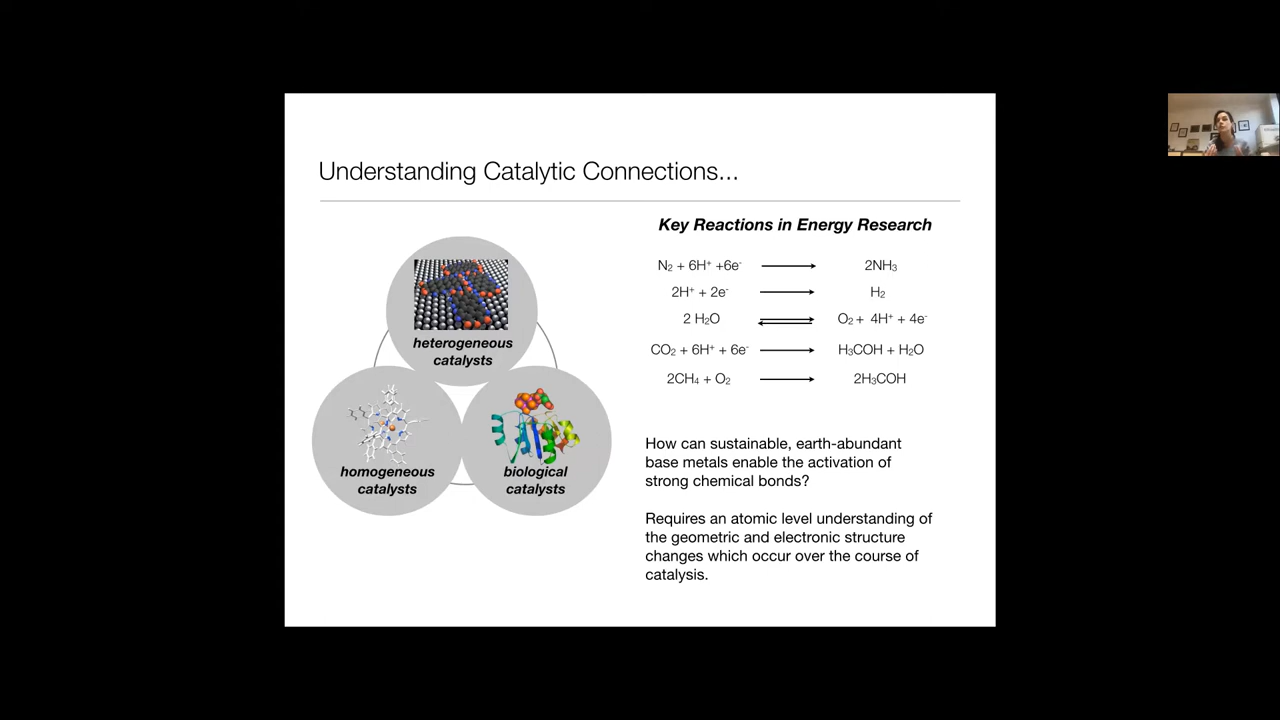 Understanding Catalytic Connections...
heterogeneous
catalysts
homogeneous
catalysts
biological
catalysts
Key Reactions in Energy Research
N₂ + 6H⁺ +6e⁻ → 2NH₃
2H⁺ + 2e⁻ → H₂
2 H₂O ⇌ O₂ + 4H⁺ + 4e⁻
CO₂ + 6H⁺ + 6e⁻ → H₃COH + H₂O
2CH₄ + O₂ → 2H₃COH
How can sustainable, earth-abundant
base metals enable the activation of
strong chemical bonds?
Requires an atomic level understanding of
the geometric and electronic structure
changes which occur over the course of
catalysis.